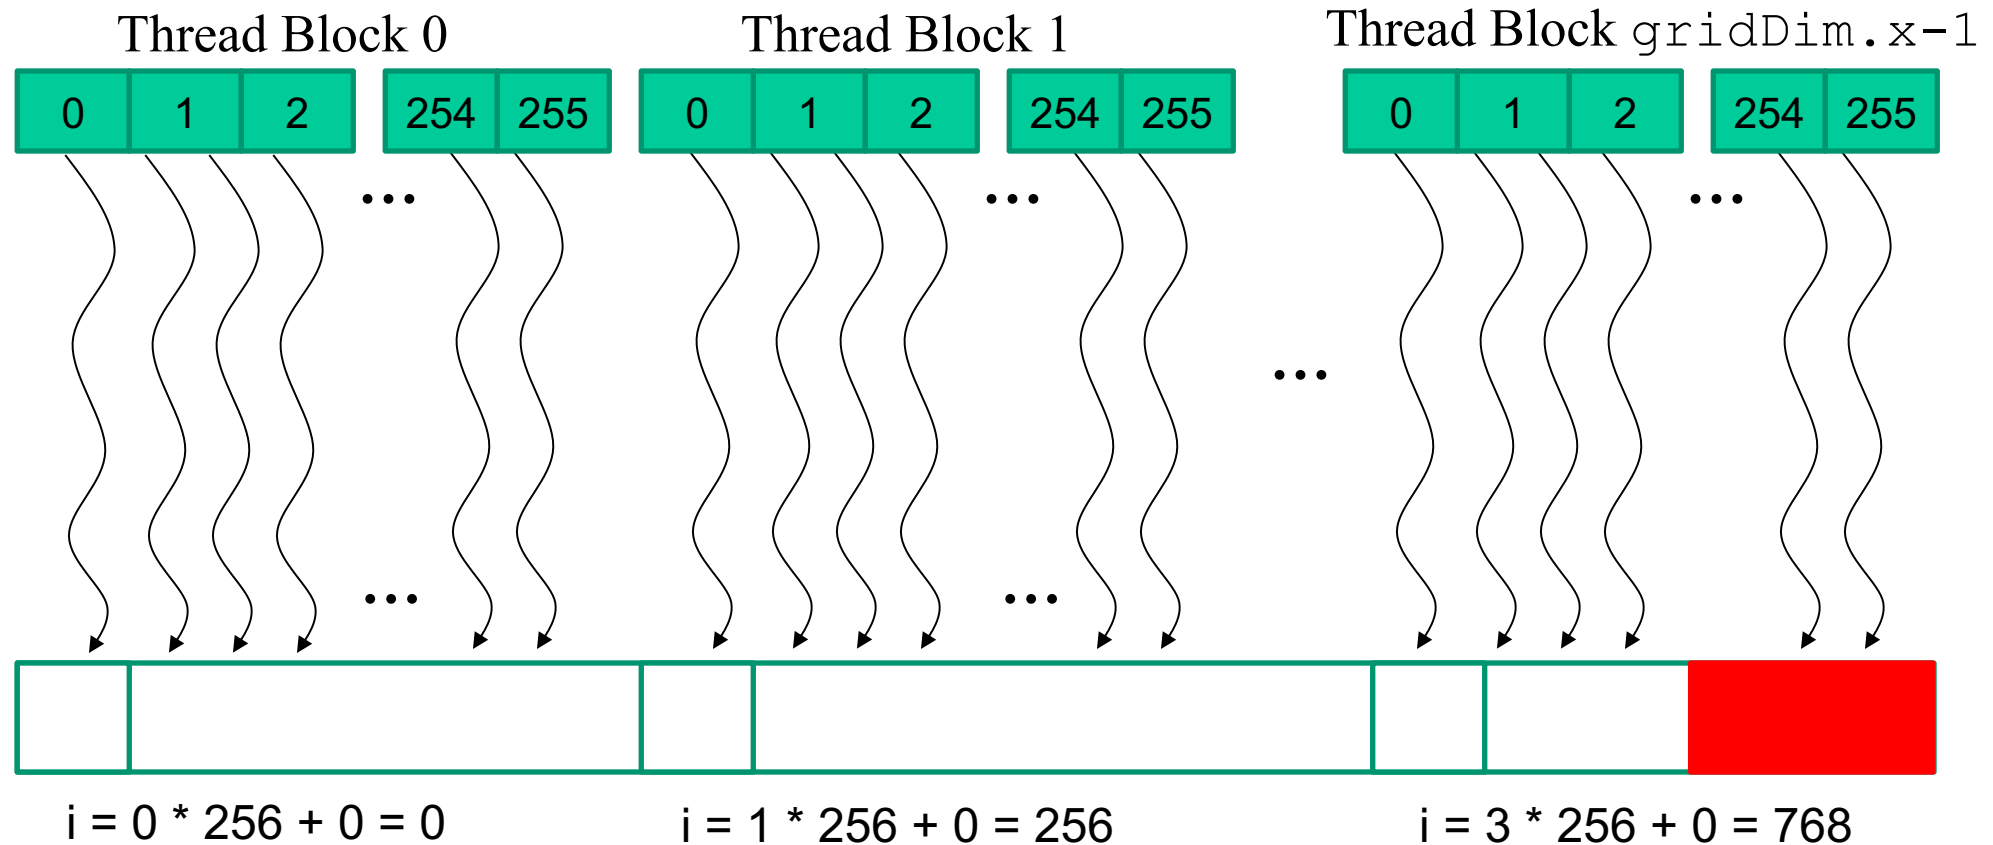 Thread Block 0
Thread Block 1
Thread Block gridDim.x-1
0 1 2 254 255 0 1 2 254 255 0 1 2 254 255
... ... ...
...
... ...
i = 0 * 256 + 0 = 0
i = 1 * 256 + 0 = 256
i = 3 * 256 + 0 = 768